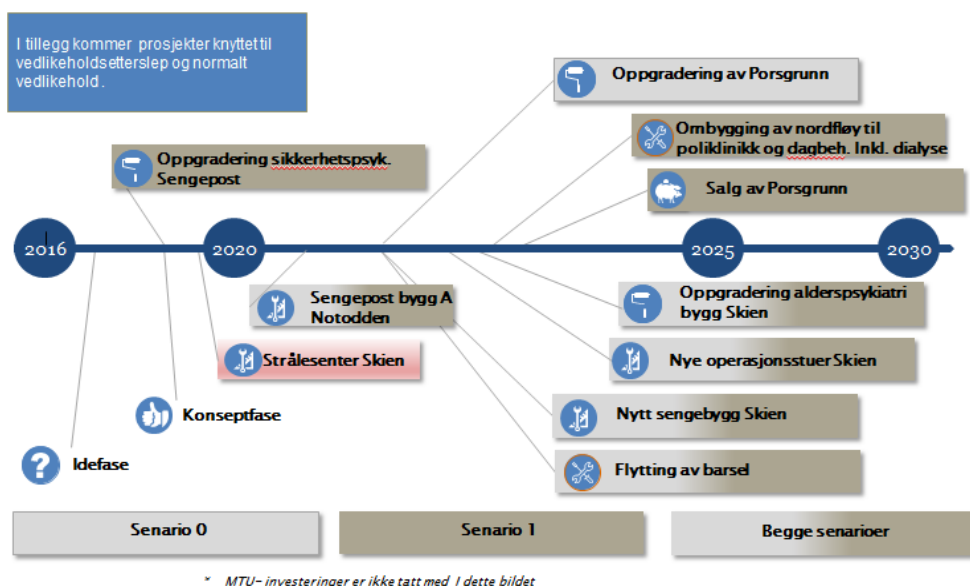 I tillegg kommer prosjekter knyttet til
vedlikeholdsetterslep og normalt
vedlikehold.
Oppgradering av Porsgrunn
Ombygging av nordfløy til
poliklinikk og dagbeh. Inkl. dialyse
Oppgradering sikkerhetspsyk.
Sengepost
Salg av Porsgrunn
2016
2020
2025
2030
Sengepost bygg A
Notodden
Oppgradering alderspsykiatri
bygg Skien
Strålesenter Skien
Nye operasjonsstuer Skien
Konseptfase
Nytt sengebygg Skien
Idefase
Flytting av barsel
Senario 0
Senario 1
Begge senarioer
* MTU- investeringer er ikke tatt med I dette bildet